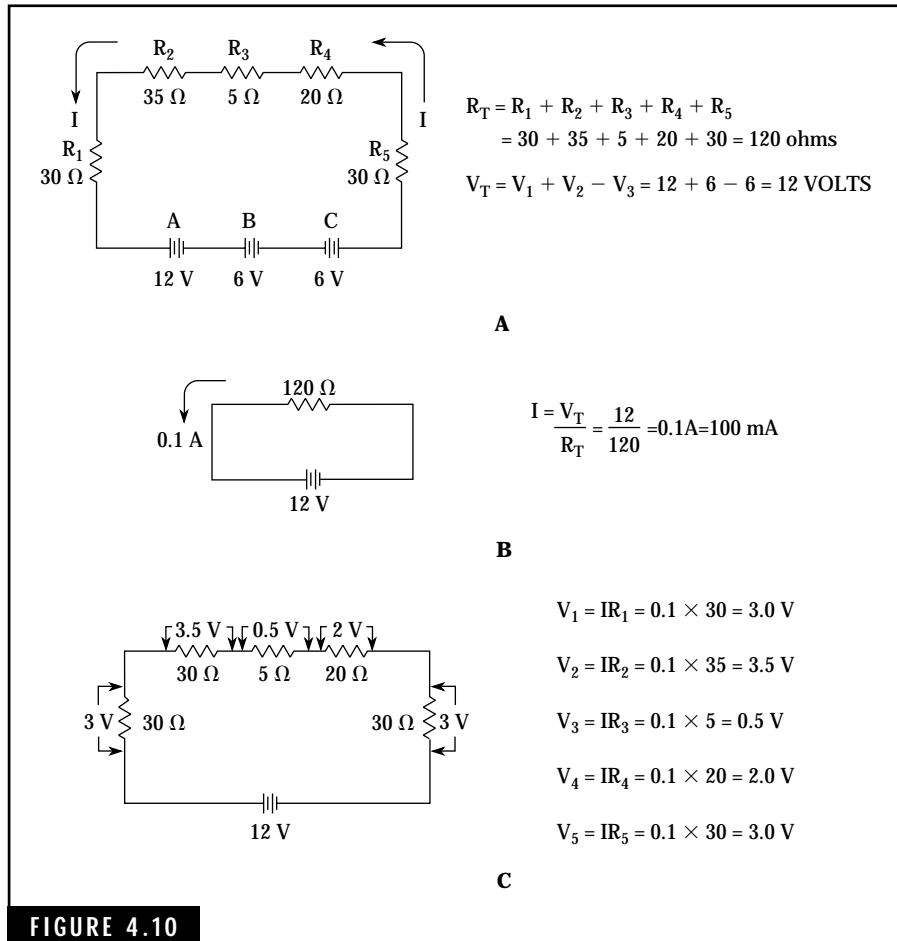 R₂ R₃ R₄
35 Ω 5 Ω 20 Ω
I I
R₁ R₅
30 Ω 30 Ω
A B C
12 V 6 V 6 V
R_T = R₁ + R₂ + R₃ + R₄ + R₅
= 30 + 35 + 5 + 20 + 30 = 120 ohms
V_T = V₁ + V₂ − V₃ = 12 + 6 − 6 = 12 VOLTS
A
120 Ω
0.1 A
12 V
I = V_T / R_T = 12 / 120 =0.1A=100 mA
B
3.5 V 0.5 V 2 V
30 Ω 5 Ω 20 Ω
3 V 30 Ω 30 Ω 3 V
12 V
V₁ = IR₁ = 0.1 × 30 = 3.0 V
V₂ = IR₂ = 0.1 × 35 = 3.5 V
V₃ = IR₃ = 0.1 × 5 = 0.5 V
V₄ = IR₄ = 0.1 × 20 = 2.0 V
V₅ = IR₅ = 0.1 × 30 = 3.0 V
C
FIGURE 4.10